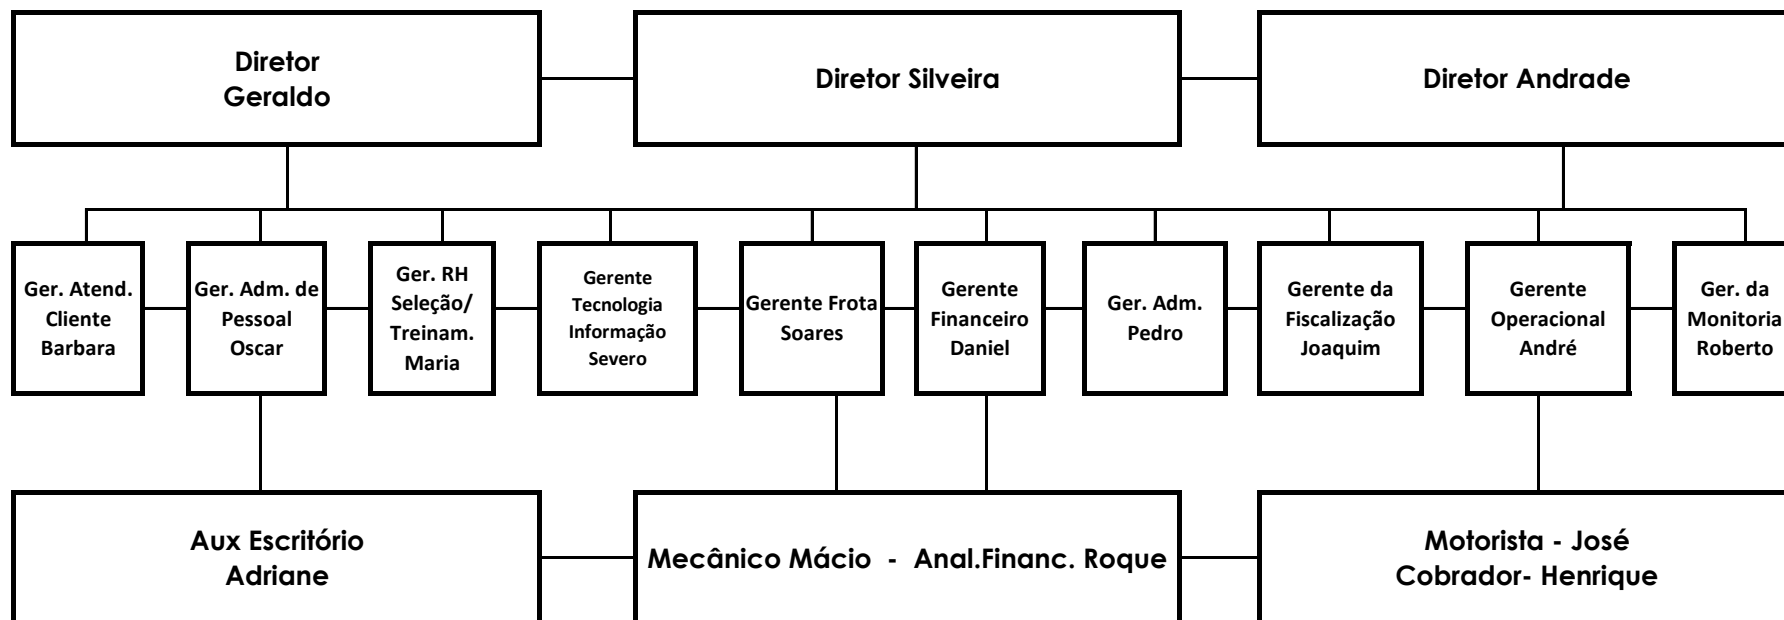 Diretor
Geraldo
Diretor Silveira
Diretor Andrade
Ger. Atend.
Cliente
Barbara
Ger. Adm. de
Pessoal
Oscar
Ger. RH
Seleção/
Treinam.
Maria
Gerente
Tecnologia
Informação
Severo
Gerente Frota
Soares
Gerente
Financeiro
Daniel
Ger. Adm.
Pedro
Gerente da
Fiscalização
Joaquim
Gerente
Operacional
André
Ger. da
Monitoria
Roberto
Aux Escritório
Adriane
Mecânico Mácio - Anal.Financ. Roque
Motorista - José
Cobrador- Henrique